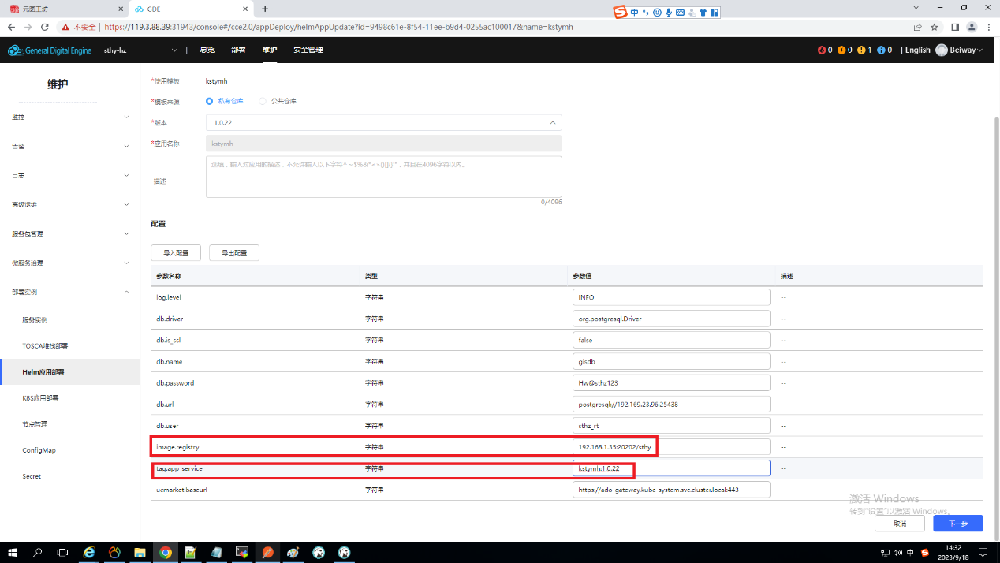 元磁工坊
GDE
中
不安全 https://119.3.88.39:31943/console#/cce2.0/appDeploy/helmAppUpdate?id=9498c61e-8f54-11ee-b9d4-0255ac100017&name=kstymh
General Digital Engine sthy-hz 总览 部署 维护 安全管理 0 0 1 0 English Beiway
维护
监控
告警
日志
高级运维
服务包管理
微服务治理
部署实例
服务实例
TOSCA堆栈部署
Helm应用部署
K8S应用部署
节点管理
ConfigMap
Secret
*使用模板 kstymh
*模板来源 私有仓库 公共仓库
*版本 1.0.22
*应用名称 kstymh
描述
0/4096
配置
导入配置 导出配置
参数名称 类型 参数值 描述
log.level 字符串 INFO --
db.driver 字符串 org.postgresql.Driver --
db.is_ssl 字符串 false --
db.name 字符串 gisdb --
db.password 字符串 Hw@sthz123 --
db.url 字符串 postgresql://192.169.23.96:25438 --
db.user 字符串 sthz_rt --
image.registry 字符串 192.168.1.35:20202/sthy --
tag.app_service 字符串 kstymh:1.0.22 --
ucmarket.baseurl 字符串 https://ado-gateway.kube-system.svc.cluster.local:443 --
激活 Windows
转到"设置"以激活 Windows。
取消 下一步
中 14:32
2023/9/18